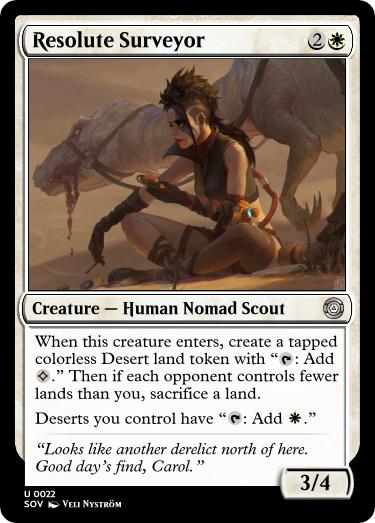 Resolute Surveyor 2
Creature — Human Nomad Scout
When this creature enters, create a tapped
colorless Desert land token with “: Add
.” Then if each opponent controls fewer
lands than you, sacrifice a land.
Deserts you control have “: Add .”
“Looks like another derelict north of here.
Good day’s find, Carol.”
3/4
U 0022
SOV Veli Nyström